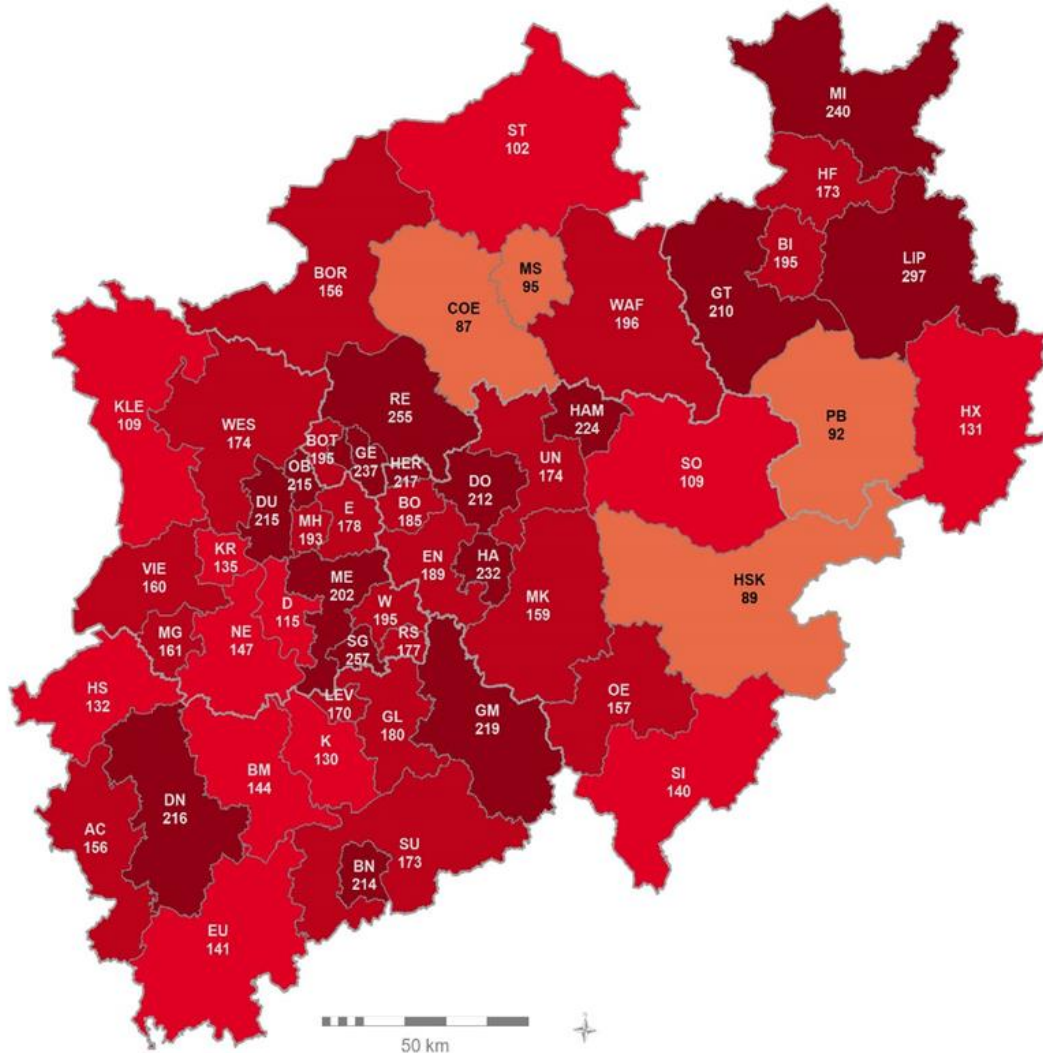 MI
240
ST
102
HF
173
BI
195
LIP
297
BOR
156
MS
95
COE
87
WAF
196
GT
210
KLE
109
WES
174
RE
255
HAM
224
PB
92
HX
131
BOT
195
GE
237
HER
217
UN
174
SO
109
OB
215
DO
212
DU
215
MH
193
E
178
BO
185
KR
135
EN
189
HA
232
VIE
160
ME
202
HSK
89
D
115
W
195
MK
159
MG
161
NE
147
SG
257
RS
177
HS
132
LEV
170
GL
180
GM
219
OE
157
K
130
BM
144
SI
140
DN
216
AC
156
SU
173
BN
214
EU
141
50 km